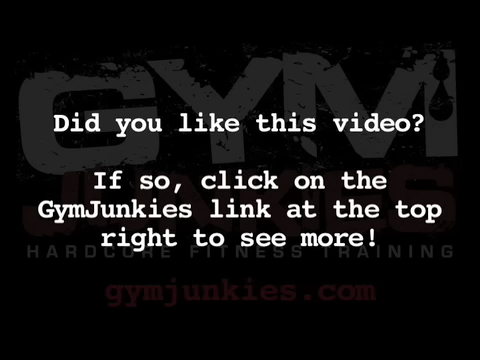 GYM
JUNKIES
HARDCORE FITNESS TRAINING
gymjunkies.com
Did you like this video?
If so, click on the
GymJunkies link at the top
right to see more!